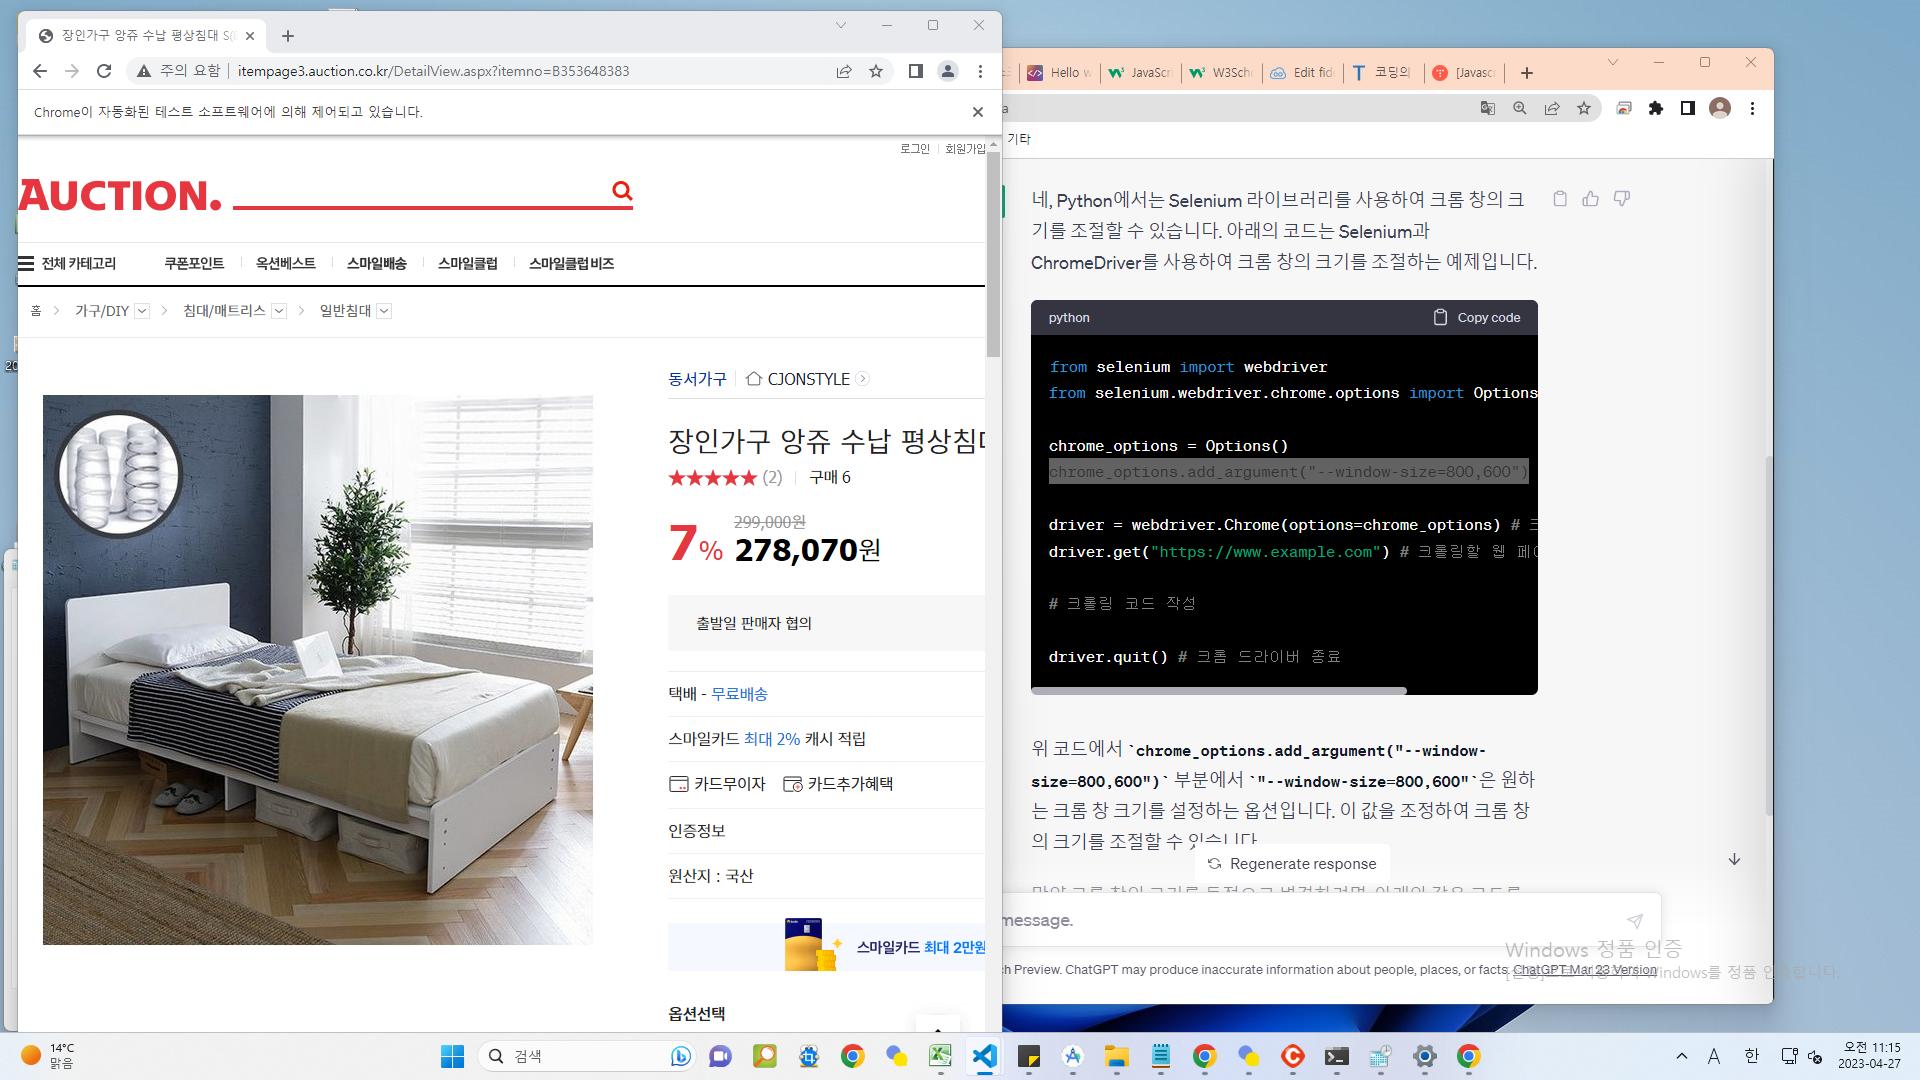 장인가구 앙쥬 수납 평상침대 S(
주의 요함
itempage3.auction.co.kr/DetailView.aspx?itemno=B353648383
Chrome이 자동화된 테스트 소프트웨어에 의해 제어되고 있습니다.
로그인
회원가입
AUCTION.
전체 카테고리
쿠폰포인트
옥션베스트
스마일배송
스마일클럽
스마일클럽 비즈
홈
가구/DIY
침대/매트리스
일반침대
동서가구
CJONSTYLE
장인가구 앙쥬 수납 평상침대
(2)
구매 6
7%
299,000원
278,070원
출발일 판매자 협의
택배 - 무료배송
스마일카드 최대 2% 캐시 적립
카드무이자
카드추가혜택
인증정보
원산지 : 국산
스마일카드 최대 2만원
옵션선택
Hello w
JavaScri
W3Scho
Edit fid
코딩의
[Javascr
기타
네, Python에서는 Selenium 라이브러리를 사용하여 크롬 창의 크
기를 조절할 수 있습니다. 아래의 코드는 Selenium과
ChromeDriver를 사용하여 크롬 창의 크기를 조절하는 예제입니다.
python
Copy code
from selenium import webdriver
from selenium.webdriver.chrome.options import Options
chrome_options = Options()
chrome_options.add_argument("--window-size=800,600")
driver = webdriver.Chrome(options=chrome_options) # 크
driver.get("https://www.example.com") # 크롤링할 웹 페이
# 크롤링 코드 작성
driver.quit() # 크롬 드라이버 종료
위 코드에서 `chrome_options.add_argument("--window-
size=800,600")` 부분에서 `"--window-size=800,600"`은 원하
는 크롬 창 크기를 설정하는 옵션입니다. 이 값을 조정하여 크롬 창
의 크기를 조절할 수 있습니다
Regenerate response
message.
ch Preview. ChatGPT may produce inaccurate information about people, places, or facts. ChatGPT Mar 23 Version
Windows 정품 인증
Windows를 정품 인증합니다.
14°C
맑음
검색
A
한
오전 11:15
2023-04-27